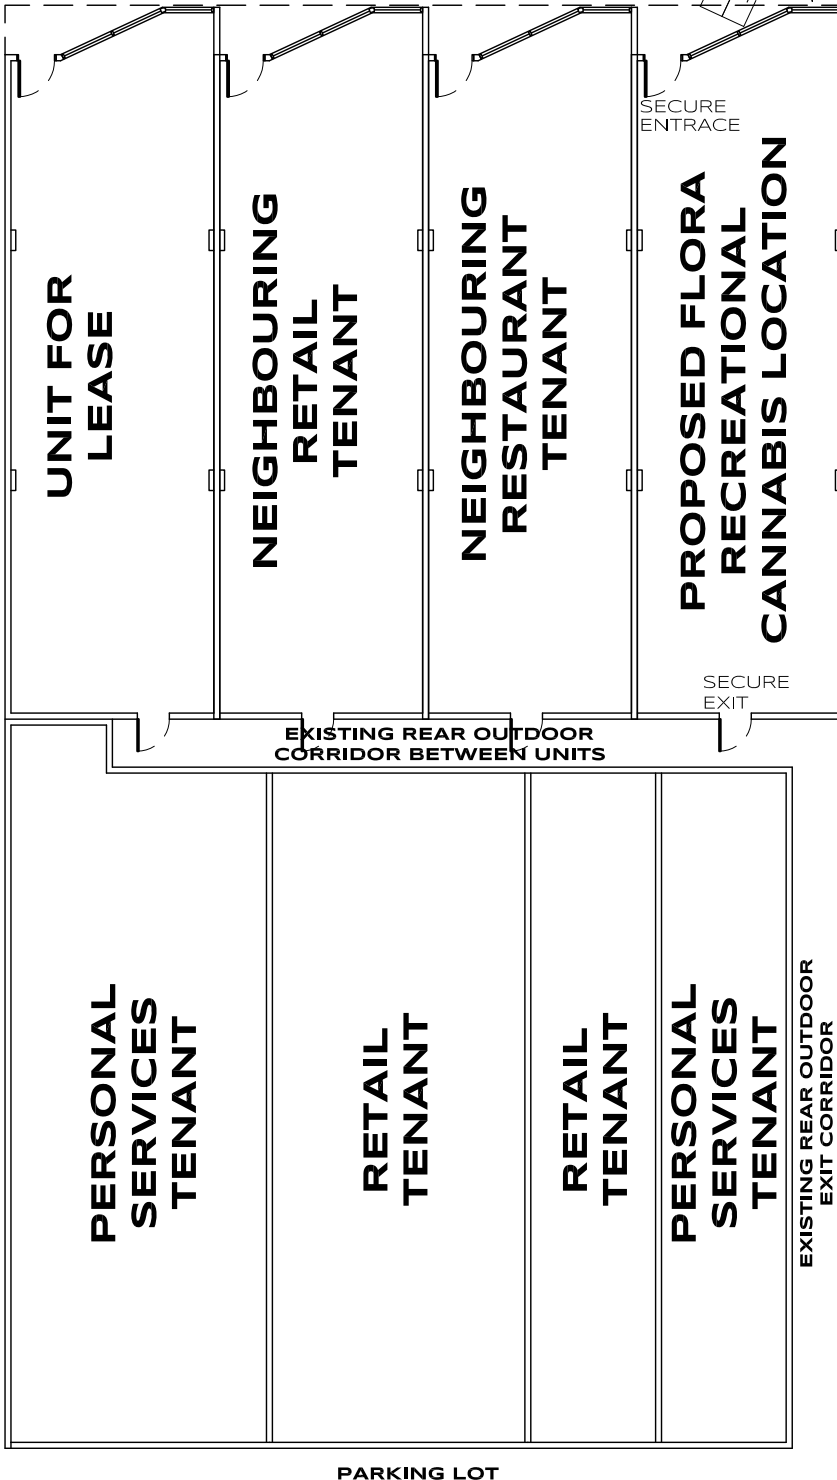 SECURE
ENTRACE
UNIT FOR
LEASE
NEIGHBOURING
RETAIL
TENANT
NEIGHBOURING
RESTAURANT
TENANT
PROPOSED FLORA
RECREATIONAL
CANNABIS LOCATION
SECURE
EXIT
EXISTING REAR OUTDOOR
CORRIDOR BETWEEN UNITS
PERSONAL
SERVICES
TENANT
RETAIL
TENANT
RETAIL
TENANT
PERSONAL
SERVICES
TENANT
EXISTING REAR OUTDOOR
EXIT CORRIDOR
PARKING LOT